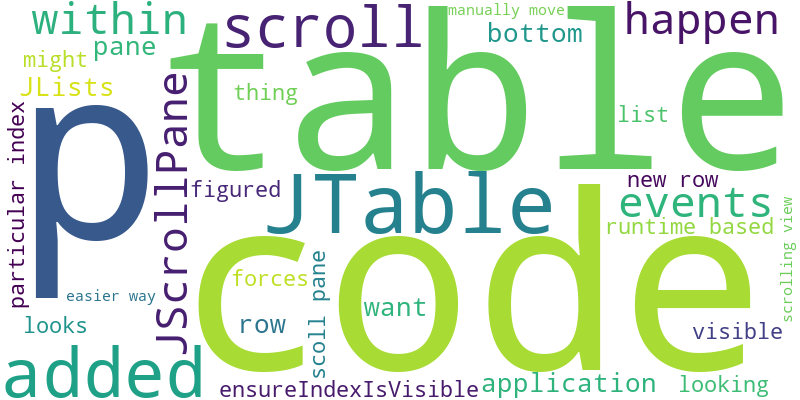 within
scroll
manually move
happen
bottom
pane
might
JLists
table
thing
list
p
particular index
JScrollPane
figured
JTable
new row
events
runtime based
scrolling view
code
scoll pane
forces
easier way
want
looks
row
visible
added
ensureIndexIsVisible
application
looking